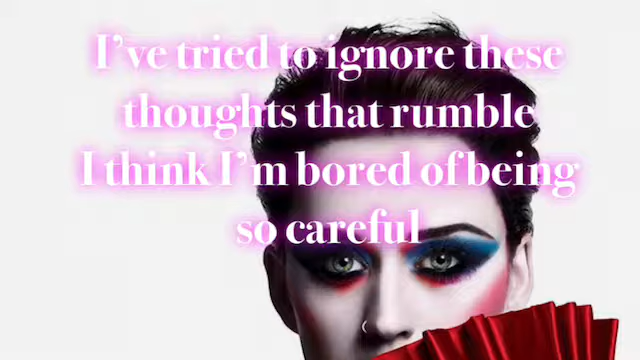 I've tried to ignore these
thoughts that rumble
I think I'm bored of being
so careful